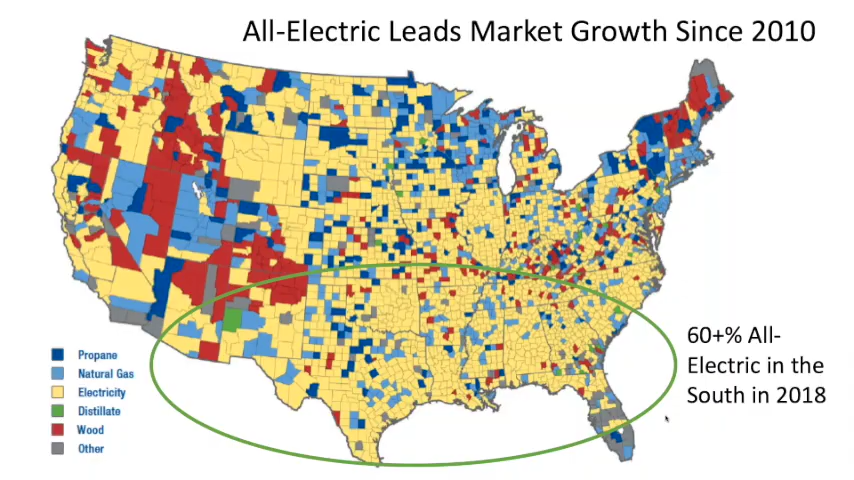 All-Electric Leads Market Growth Since 2010
60+% All-
Electric in the
South in 2018
Propane
Natural Gas
Electricity
Distillate
Wood
Other